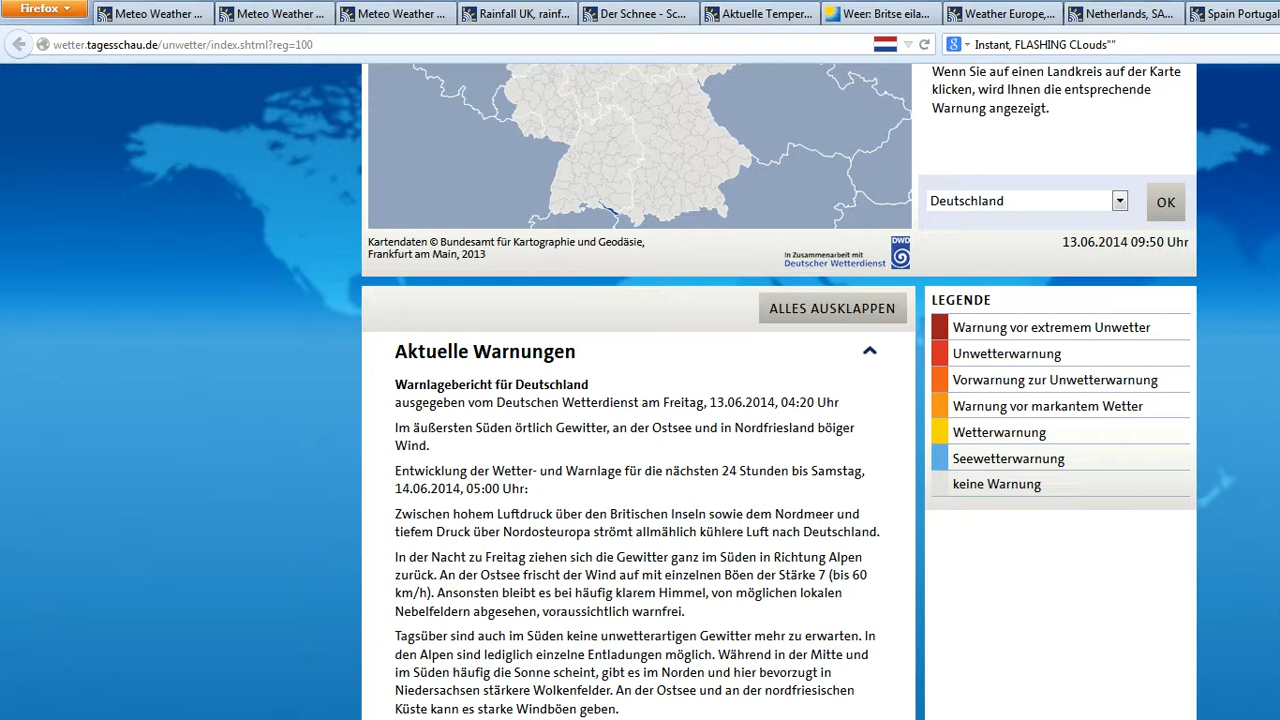 Firefox
Meteo Weather ...
Meteo Weather ...
Meteo Weather ...
Rainfall UK, rainf...
Der Schnee - Sc...
Aktuelle Temper...
Weer: Britse eila...
Weather Europe,...
Netherlands, SA...
Spain Portugal
wetter.tagesschau.de/unwetter/index.shtml?reg=100
Instant, FLASHING CLouds""
Wenn Sie auf einen Landkreis auf der Karte
klicken, wird Ihnen die entsprechende
Warnung angezeigt.
Deutschland
OK
Kartendaten © Bundesamt für Kartographie und Geodäsie,
Frankfurt am Main, 2013
In Zusammenarbeit mit
Deutscher Wetterdienst
DWD
13.06.2014 09:50 Uhr
ALLES AUSKLAPPEN
Aktuelle Warnungen
Warnlagebericht für Deutschland
ausgegeben vom Deutschen Wetterdienst am Freitag, 13.06.2014, 04:20 Uhr
Im äußersten Süden örtlich Gewitter, an der Ostsee und in Nordfriesland böiger
Wind.
Entwicklung der Wetter- und Warnlage für die nächsten 24 Stunden bis Samstag,
14.06.2014, 05:00 Uhr:
Zwischen hohem Luftdruck über den Britischen Inseln sowie dem Nordmeer und
tiefem Druck über Nordosteuropa strömt allmählich kühlere Luft nach Deutschland.
In der Nacht zu Freitag ziehen sich die Gewitter ganz im Süden in Richtung Alpen
zurück. An der Ostsee frischt der Wind auf mit einzelnen Böen der Stärke 7 (bis 60
km/h). Ansonsten bleibt es bei häufig klarem Himmel, von möglichen lokalen
Nebelfeldern abgesehen, voraussichtlich warnfrei.
Tagsüber sind auch im Süden keine unwetterartigen Gewitter mehr zu erwarten. In
den Alpen sind lediglich einzelne Entladungen möglich. Während in der Mitte und
im Süden häufig die Sonne scheint, gibt es im Norden und hier bevorzugt in
Niedersachsen stärkere Wolkenfelder. An der Ostsee und an der nordfriesischen
Küste kann es starke Windböen geben.
LEGENDE
Warnung vor extremem Unwetter
Unwetterwarnung
Vorwarnung zur Unwetterwarnung
Warnung vor markantem Wetter
Wetterwarnung
Seewetterwarnung
keine Warnung